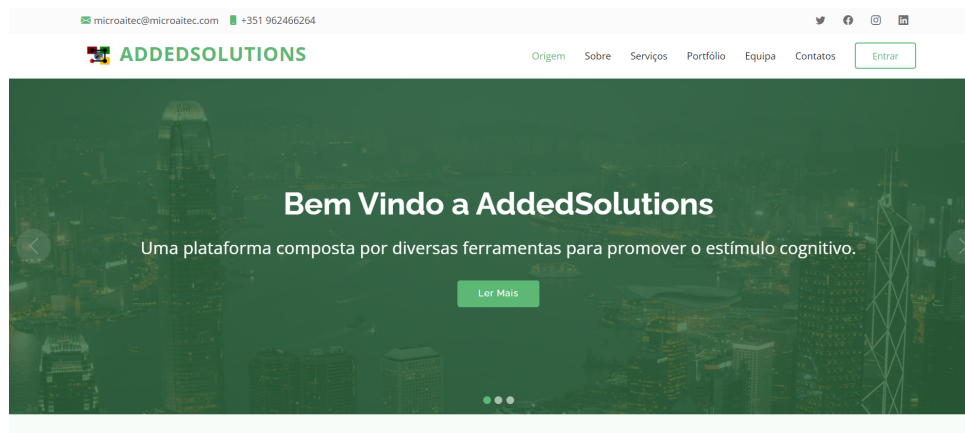 microaitec@microaitec.com +351 962466264
ADDEDSOLUTIONS
Origem Sobre Serviços Portfólio Equipa Contatos Entrar
Bem Vindo a AddedSolutions
Uma plataforma composta por diversas ferramentas para promover o estímulo cognitivo.
Ler Mais